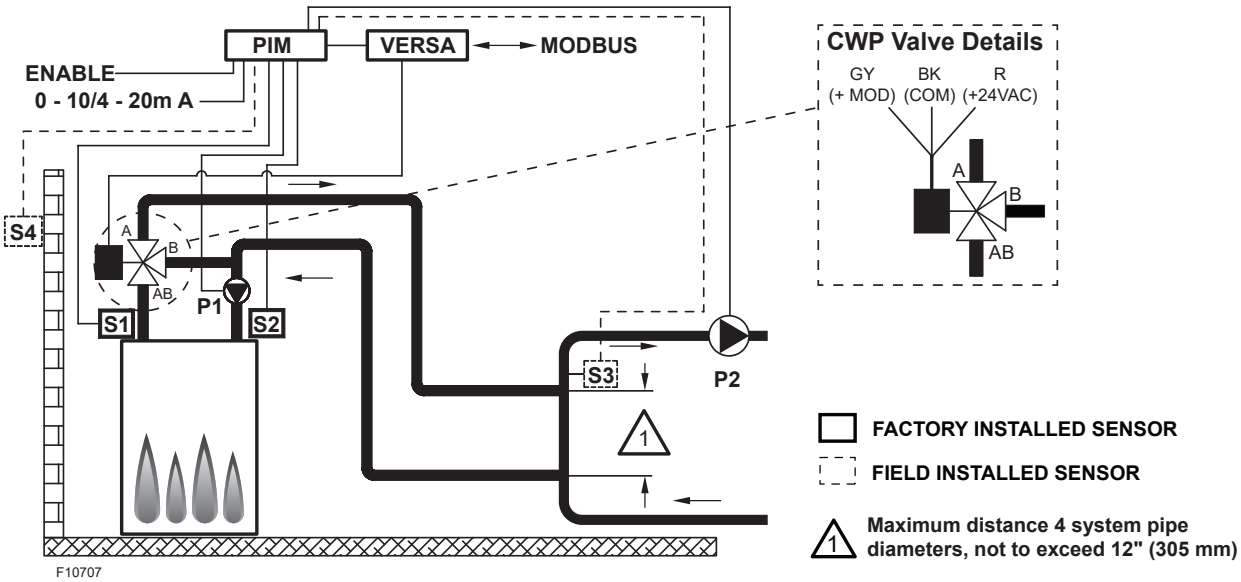 PIM
VERSA
MODBUS
ENABLE
0 - 10/4 - 20m A
CWP Valve Details
GY
(+ MOD)
BK
(COM)
R
(+24VAC)
A
B
AB
S4
A
B
AB
S1
P1
S2
S3
P2
1
FACTORY INSTALLED SENSOR
FIELD INSTALLED SENSOR
1
Maximum distance 4 system pipe
diameters, not to exceed 12" (305 mm)
F10707